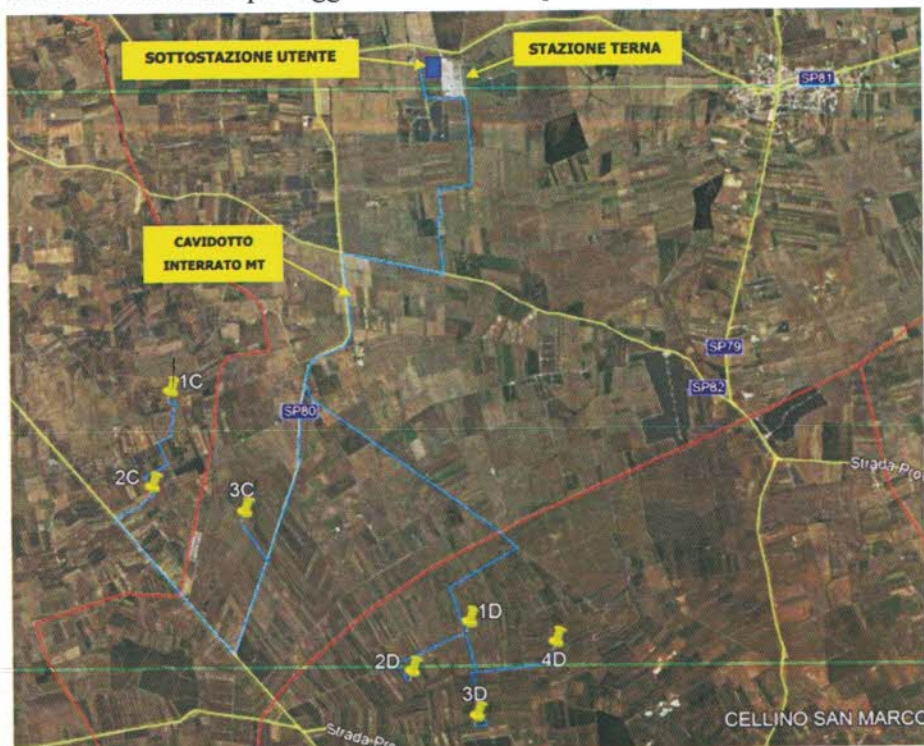 SOTTOSTAZIONE UTENTE
STAZIONE TERNA
SP81
CAVIDOTTO
INTERRATO MT
SP79
SP82
1C
SP80
2C
3C
Strada Pro
1D
2D
4D
3D
CELLINO SAN MARCO
Strada Pro